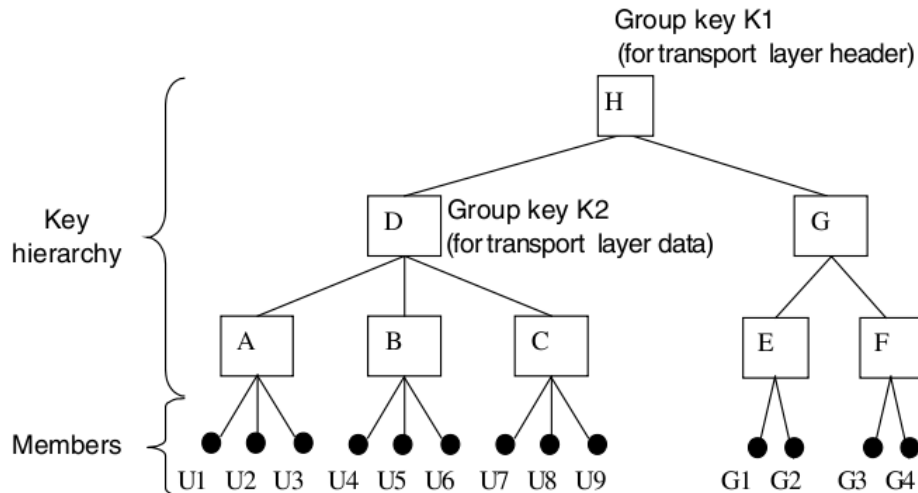 Group key K1
(for transport layer header)
H
Key
hierarchy
D
Group key K2
(for transport layer data)
G
A
B
C
E
F
Members
U1 U2 U3 U4 U5 U6 U7 U8 U9 G1 G2 G3 G4